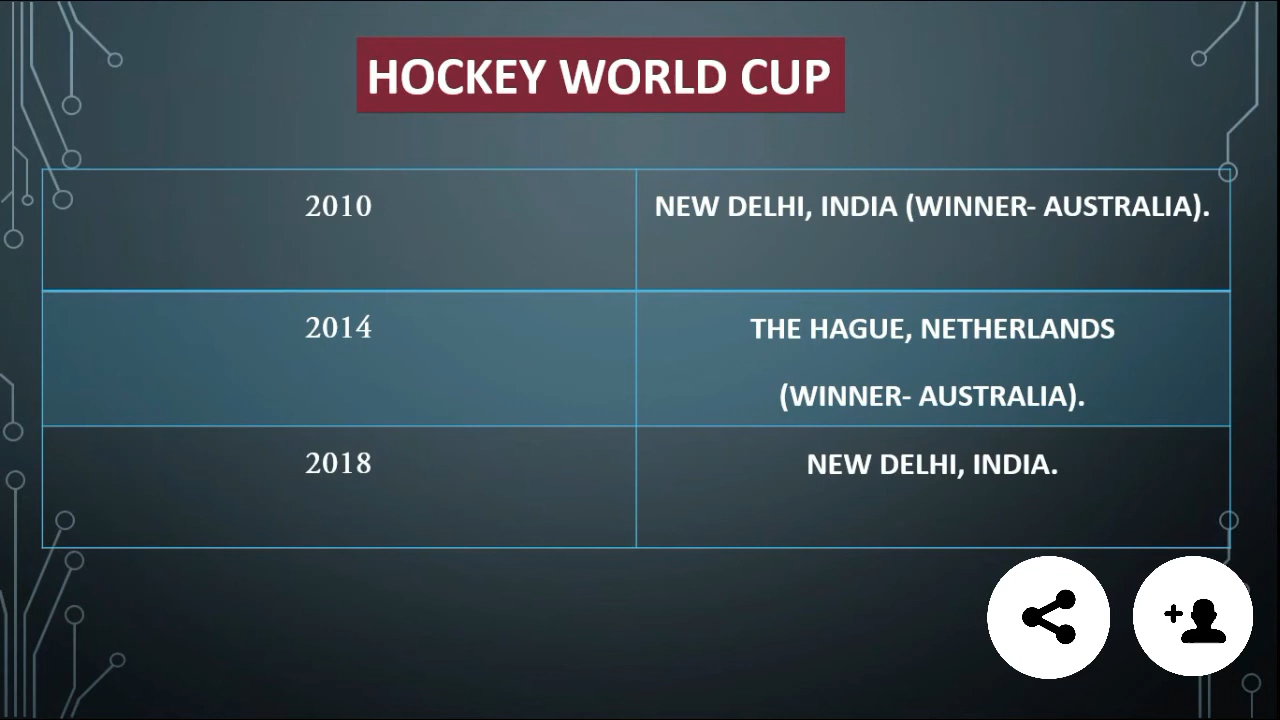 HOCKEY WORLD CUP
2010
NEW DELHI, INDIA (WINNER- AUSTRALIA).
2014
THE HAGUE, NETHERLANDS
(WINNER- AUSTRALIA).
2018
NEW DELHI, INDIA.